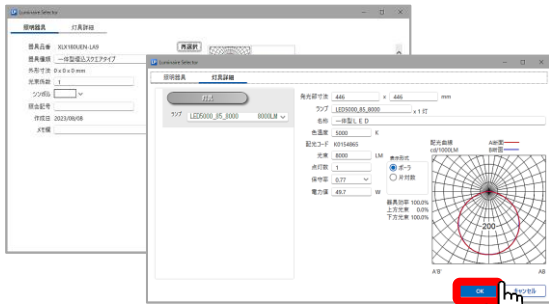 Luminaire Selector
照明器具 灯具詳細
器具品番 XLX160UEN-LA9
再選択
器具種類 一体型埋込スクエアタイプ
外形寸法 0 x 0 x 0 mm
光束係数 1
シンボル
照合記号
作成日 2023/08/08
メモ欄
Luminaire Selector
照明器具 灯具詳細
灯具
ランプ LED5000_85_8000 8000LM
発光部寸法 446 x 446 mm
ランプ LED5000_85_8000 x 1 灯
名称 一体型ＬＥＤ
色温度 5000 K
配光コード K0154865
光束 8000 LM
点灯数 1
保守率 0.77
電力値 49.7 W
表示形式
ポーラ
片対数
器具効率 100.0%
上方光束 0.0%
下方光束 100.0%
配光曲線 A断面
cd/1000LM B断面
200
A'B' AB
OK キャンセル